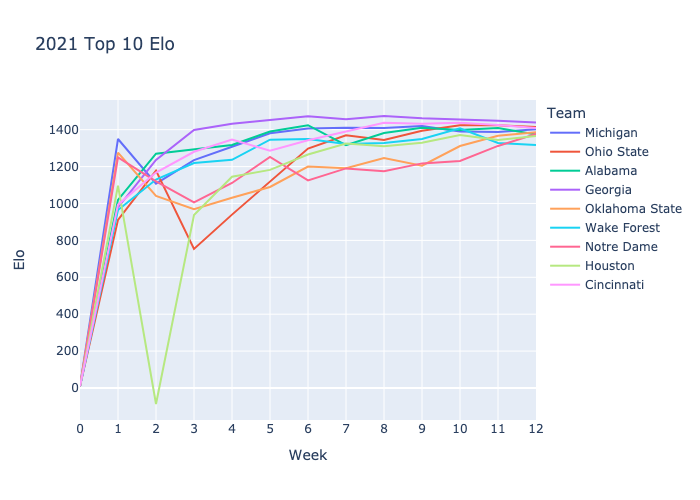 2021 Top 10 Elo
Team
Michigan
Ohio State
Alabama
Georgia
Oklahoma State
Wake Forest
Notre Dame
Houston
Cincinnati
Elo
1400
1200
1000
800
600
400
200
0
0 1 2 3 4 5 6 7 8 9 10 11 12
Week